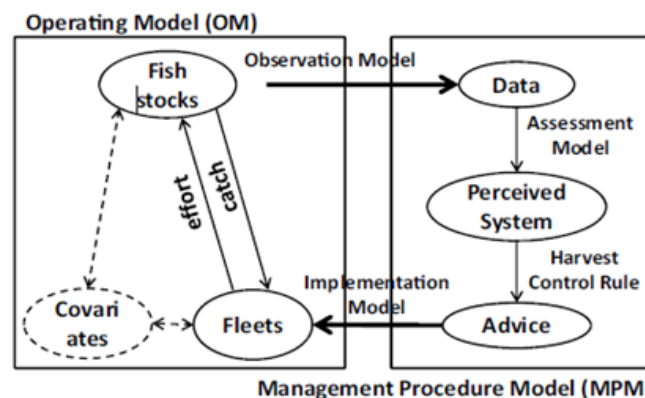 Operating Model (OM)
Fish
stocks
Observation Model
Data
Assessment
Model
effort
catch
Perceived
System
Harvest
Control Rule
Implementation
Model
Covari
ates
Fleets
Advice
Management Procedure Model (MPM